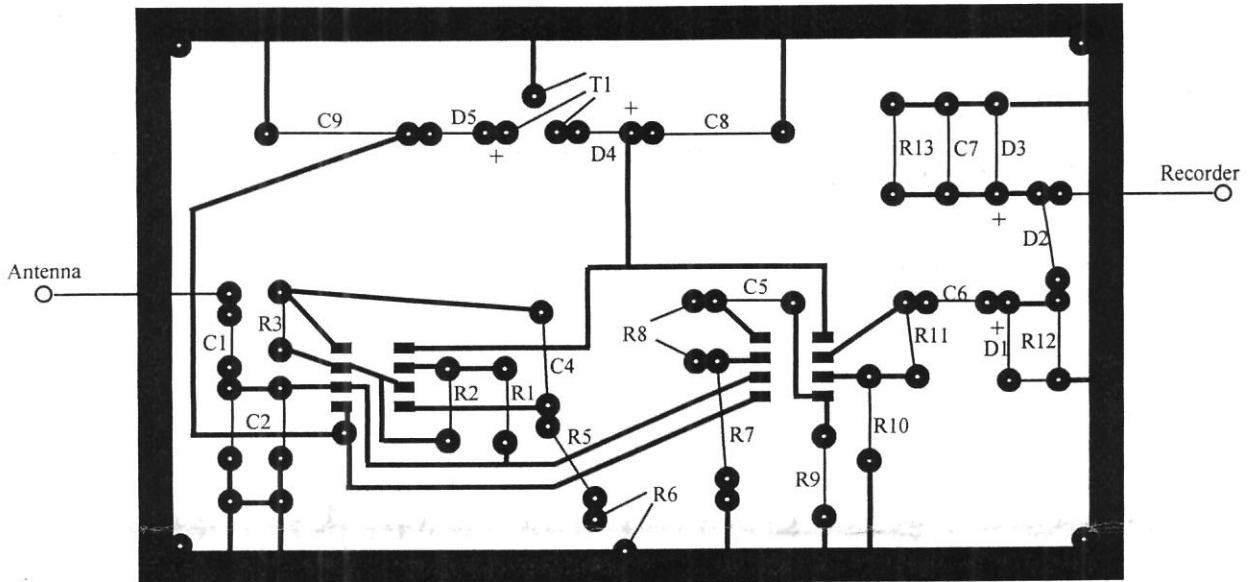 T1
+
C9
D5
+
D4
C8
R13
C7
D3
+
Recorder
D2
Antenna
C1
R3
C4
R2
R1
C2
R5
R6
R8
C5
R7
R9
R10
R11
C6
+
D1
R12